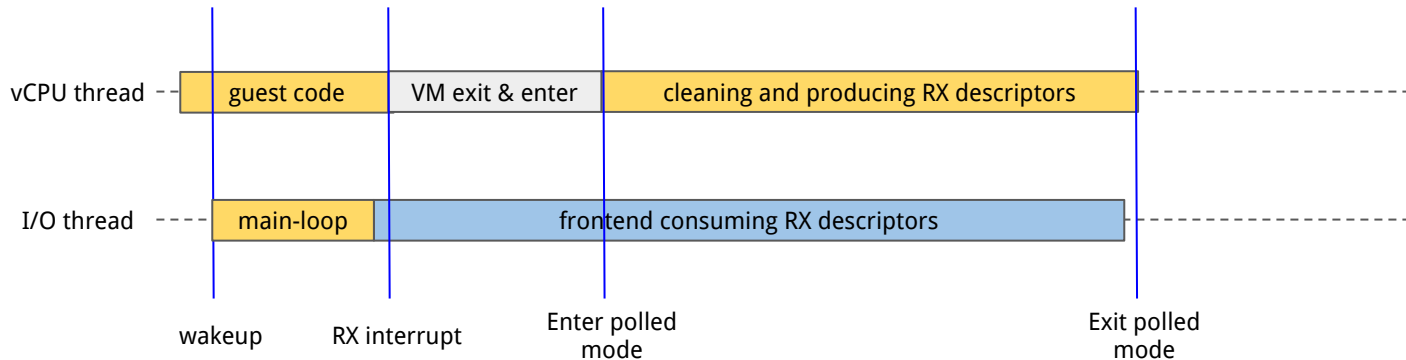 vCPU thread
guest code
VM exit & enter
cleaning and producing RX descriptors
I/O thread
main-loop
frontend consuming RX descriptors
wakeup
RX interrupt
Enter polled
mode
Exit polled
mode